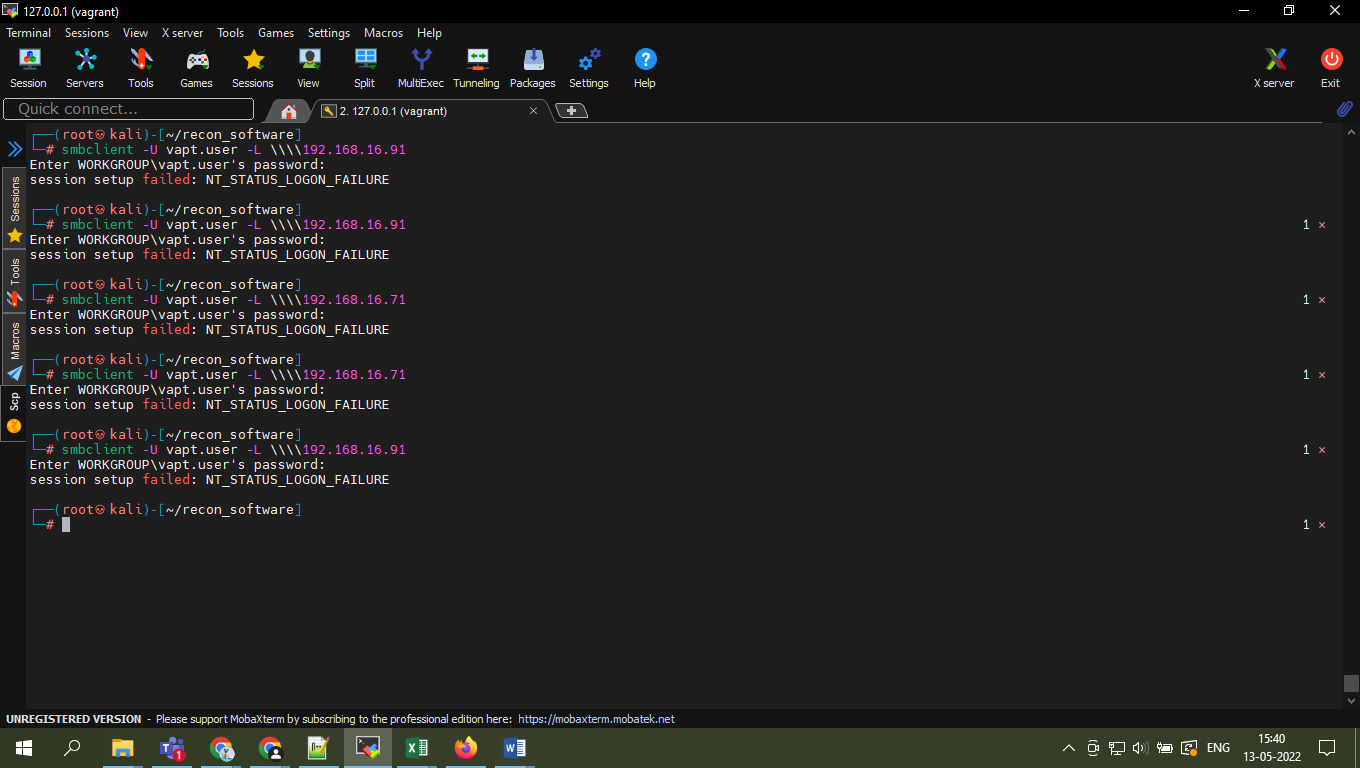 127.0.0.1 (vagrant)
Terminal Sessions View X server Tools Games Settings Macros Help
Session Servers Tools Games Sessions View Split MultiExec Tunneling Packages Settings Help X server Exit
Quick connect... 2. 127.0.0.1 (vagrant)
Sessions
Tools
Macros
Scp
┌──(root💀kali)-[~/recon_software]
└─# smbclient -U vapt.user -L \\\\192.168.16.91
Enter WORKGROUP\vapt.user's password:
session setup failed: NT_STATUS_LOGON_FAILURE
┌──(root💀kali)-[~/recon_software]
└─# smbclient -U vapt.user -L \\\\192.168.16.91 1 ×
Enter WORKGROUP\vapt.user's password:
session setup failed: NT_STATUS_LOGON_FAILURE
┌──(root💀kali)-[~/recon_software]
└─# smbclient -U vapt.user -L \\\\192.168.16.71 1 ×
Enter WORKGROUP\vapt.user's password:
session setup failed: NT_STATUS_LOGON_FAILURE
┌──(root💀kali)-[~/recon_software]
└─# smbclient -U vapt.user -L \\\\192.168.16.71 1 ×
Enter WORKGROUP\vapt.user's password:
session setup failed: NT_STATUS_LOGON_FAILURE
┌──(root💀kali)-[~/recon_software]
└─# smbclient -U vapt.user -L \\\\192.168.16.91 1 ×
Enter WORKGROUP\vapt.user's password:
session setup failed: NT_STATUS_LOGON_FAILURE
┌──(root💀kali)-[~/recon_software]
└─# 1 ×
UNREGISTERED VERSION - Please support MobaXterm by subscribing to the professional edition here: https://mobaxterm.mobatek.net
ENG
15:40
13-05-2022